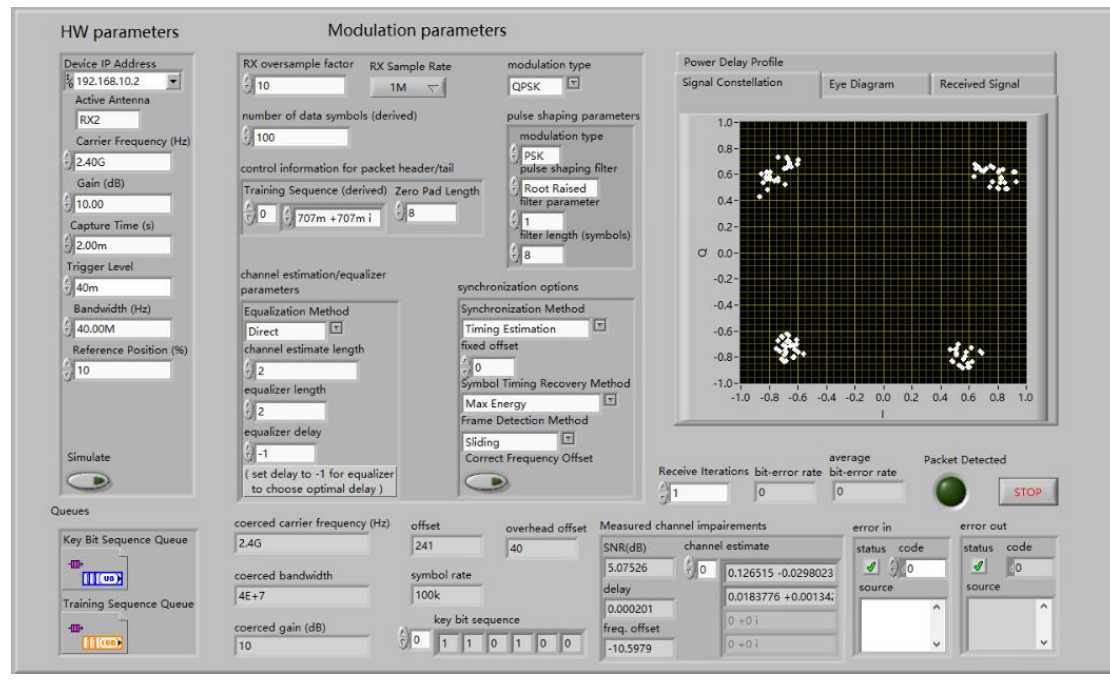 HW parameters
Modulation parameters
Device IP Address
192.168.10.2
Active Antenna
RX2
Carrier Frequency (Hz)
2.40G
Gain (dB)
10.00
Capture Time (s)
2.00m
Trigger Level
40m
Bandwidth (Hz)
40.00M
Reference Position (%)
10
Simulate
RX oversample factor
10
RX Sample Rate
1M
modulation type
QPSK
number of data symbols (derived)
100
control information for packet header/tail
Training Sequence (derived)
0
707m +707m i
Zero Pad Length
8
pulse shaping parameters
modulation type
PSK
pulse shaping filter
Root Raised
filter parameter
1
filter length (symbols)
8
channel estimation/equalizer
parameters
Equalization Method
Direct
channel estimate length
2
equalizer length
2
equalizer delay
-1
( set delay to -1 for equalizer
to choose optimal delay )
synchronization options
Synchronization Method
Timing Estimation
fixed offset
0
Symbol Timing Recovery Method
Max Energy
Frame Detection Method
Sliding
Correct Frequency Offset
Power Delay Profile
Signal Constellation
Eye Diagram
Received Signal
1.0
0.8
0.6
0.4
0.2
0.0
-0.2
-0.4
-0.6
-0.8
-1.0
Q
-1.0 -0.8 -0.6 -0.4 -0.2 0.0 0.2 0.4 0.6 0.8 1.0
I
Receive Iterations
1
bit-error rate
0
average
bit-error rate
0
Packet Detected
STOP
Queues
Key Bit Sequence Queue
U8
Training Sequence Queue
CDB
coerced carrier frequency (Hz)
2.4G
coerced bandwidth
4E+7
coerced gain (dB)
10
offset
241
overhead offset
40
symbol rate
100k
key bit sequence
0 1 1 0 1 0 0
Measured channel impairements
SNR(dB)
5.07526
delay
0.000201
freq. offset
-10.5979
channel estimate
0
0.126515 -0.0298023
0.0183776 +0.00134
0 +0 i
0 +0 i
error in
status code
0
source
error out
status code
0
source